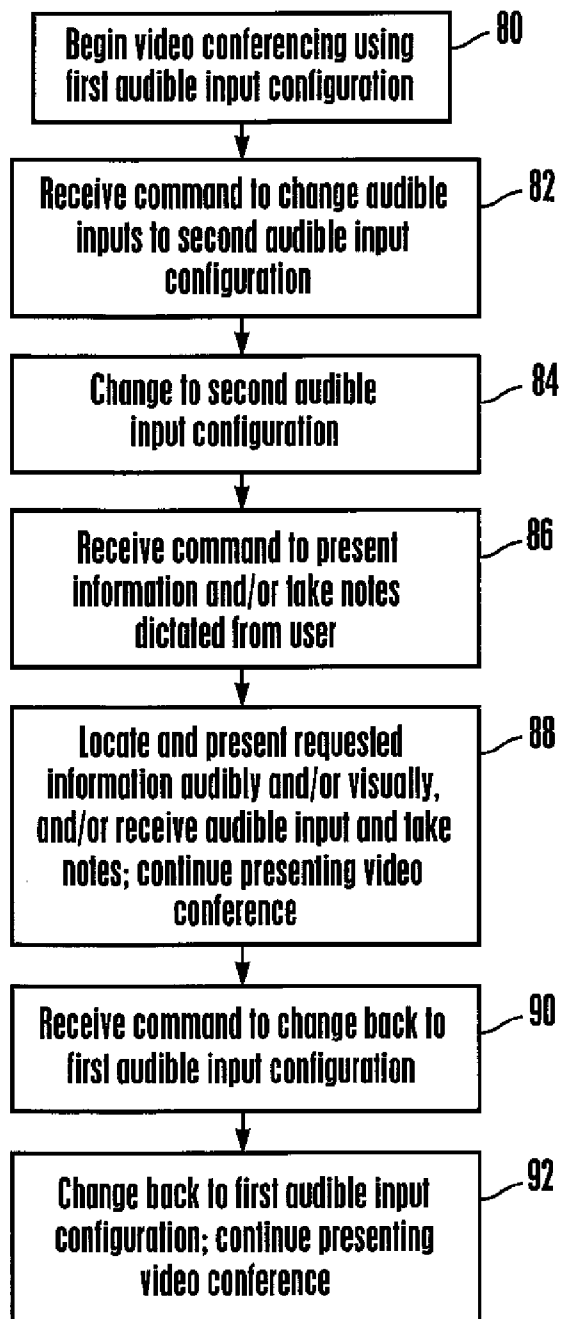 Begin video conferencing using
first audible input configuration
80
Receive command to change audible
inputs to second audible input
configuration
82
Change to second audible
input configuration
84
Receive command to present
information and/or take notes
dictated from user
86
Locate and present requested
information audibly and/or visually,
and/or receive audible input and take
notes; continue presenting video
conference
88
Receive command to change back to
first audible input configuration
90
Change back to first audible input
configuration; continue presenting
video conference
92